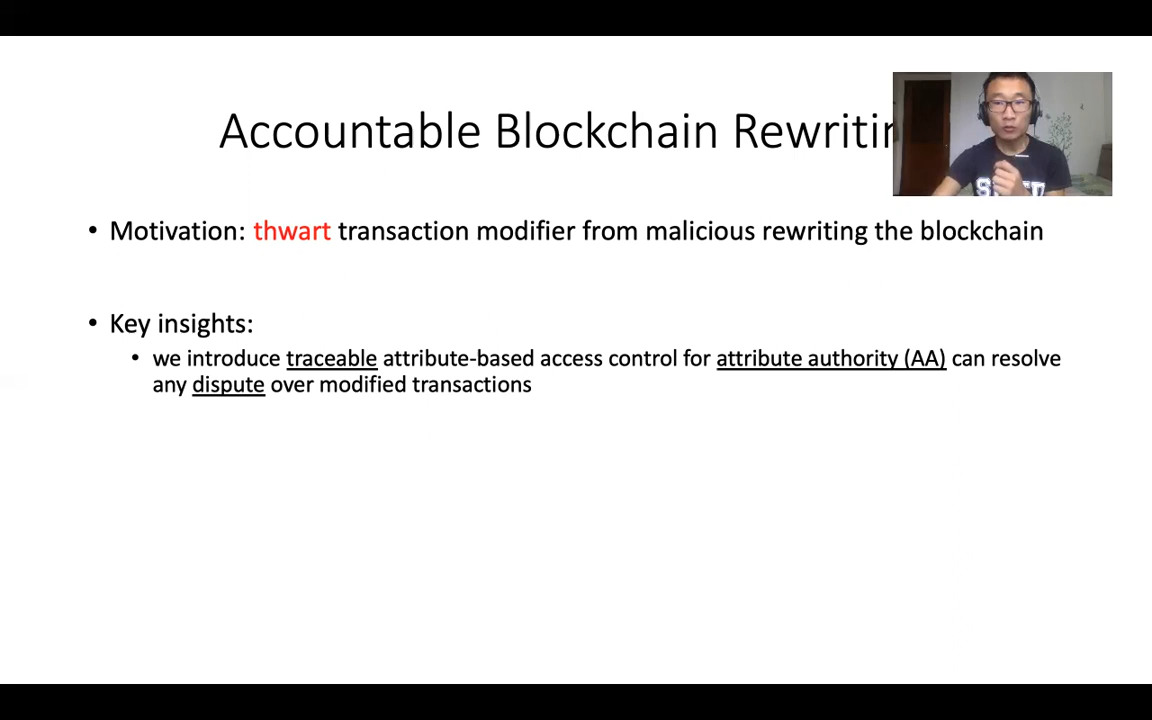 Accountable Blockchain
• Motivation: thwart transaction modifier from malicious rewriting the blockchain
• Key insights:
• we introduce traceable attribute-based access control for attribute authority (AA) can resolve
any dispute over modified transactions